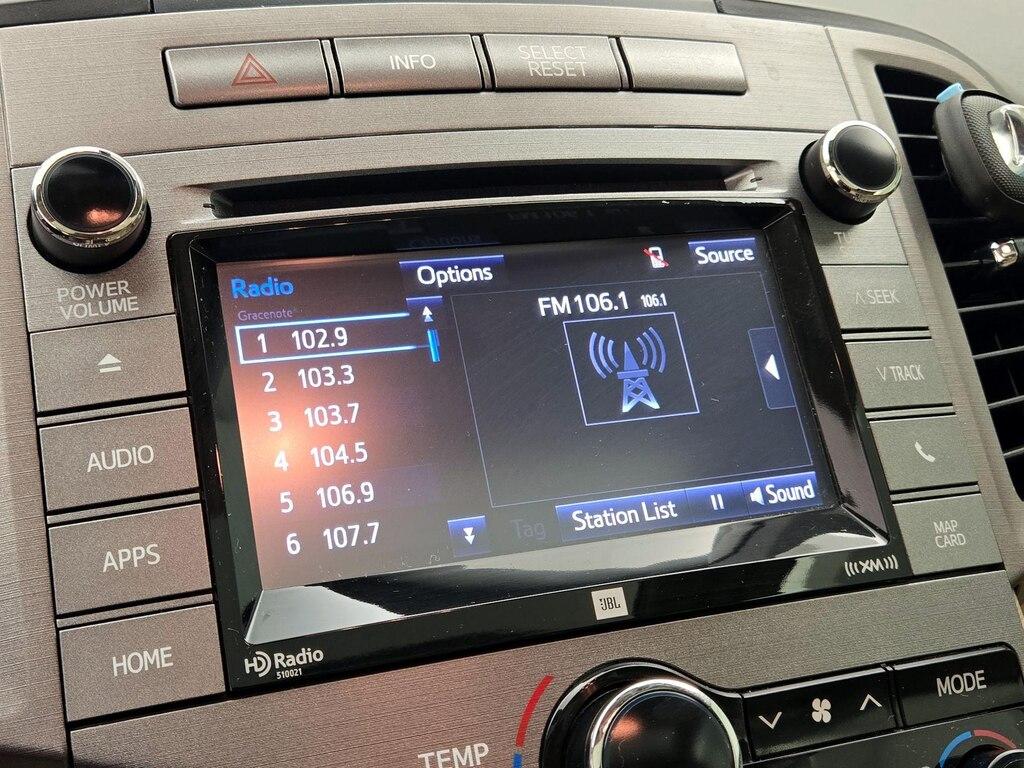 INFO
SELECT
RESET
POWER
VOLUME
AUDIO
APPS
HOME
Radio
Options
Source
Gracenote®
1 102.9
2 103.3
3 103.7
4 104.5
5 106.9
6 107.7
FM 106.1 106.1
Tag
Station List
Sound
∧ SEEK
∨ TRACK
MAP
CARD
HD Radio
510021
JBL
(((XM)))
TEMP
MODE